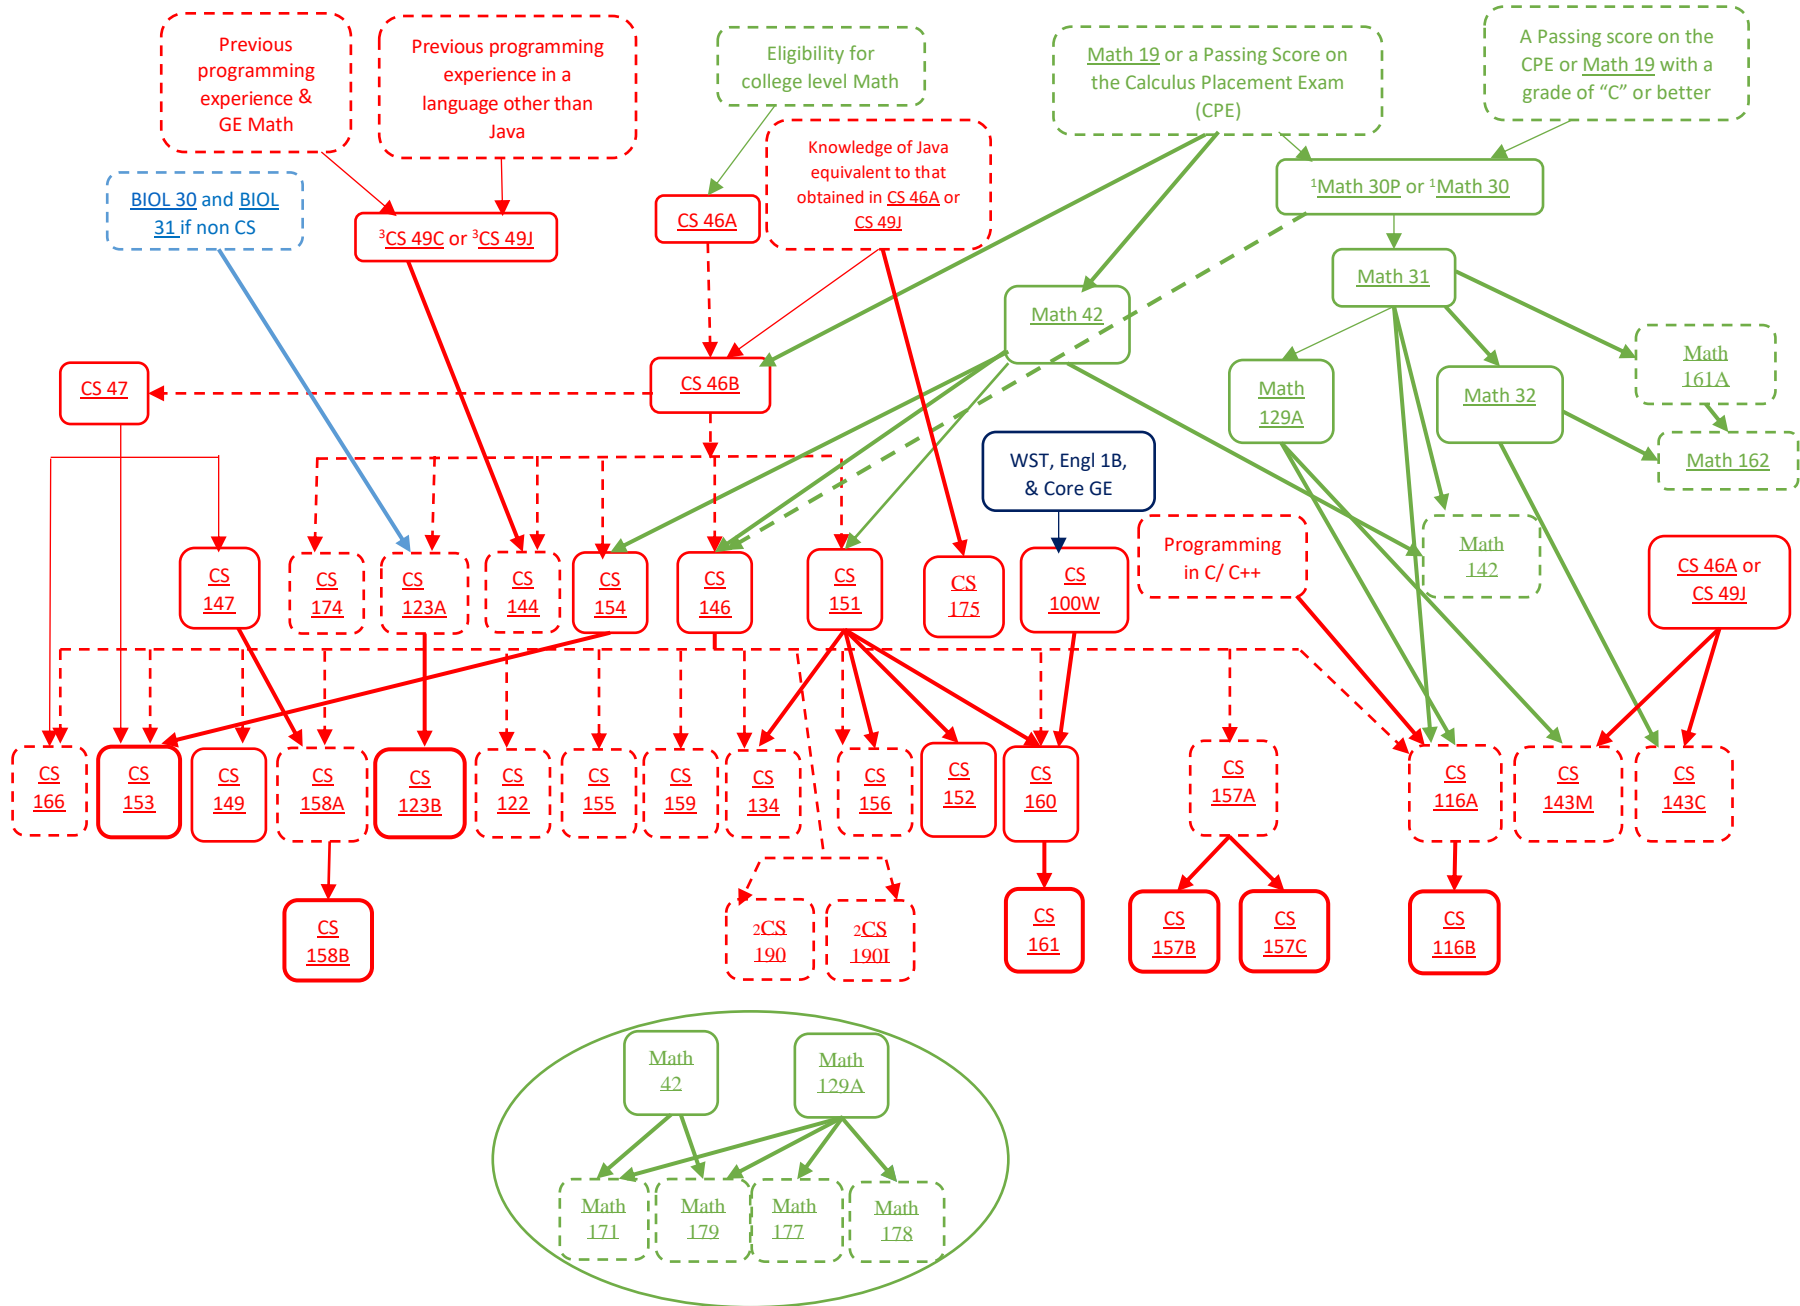 Previous
programming
experience &
GE Math
Previous programming
experience in a
language other than
Java
Eligibility for
college level Math
Math 19 or a Passing Score on
the Calculus Placement Exam
(CPE)
A Passing score on the
CPE or Math 19 with a
grade of “C” or better
Knowledge of Java
equivalent to that
obtained in CS 46A or
CS 49J
BIOL 30 and BIOL
31 if non CS
³CS 49C or ³CS 49J
CS 46A
¹Math 30P or ¹Math 30
Math 31
Math 42
Math
161A
CS 47
CS 46B
Math
129A
Math 32
Math 162
WST, Engl 1B,
& Core GE
CS
147
CS
174
CS
123A
CS
144
CS
154
CS
146
CS
151
CS
175
CS
100W
Programming
in C/ C++
Math
142
CS 46A or
CS 49J
CS
166
CS
153
CS
149
CS
158A
CS
123B
CS
122
CS
155
CS
159
CS
134
CS
156
CS
152
CS
160
CS
157A
CS
116A
CS
143M
CS
143C
CS
158B
2CS
190
2CS
190I
CS
161
CS
157B
CS
157C
CS
116B
Math
42
Math
129A
Math
171
Math
179
Math
177
Math
178